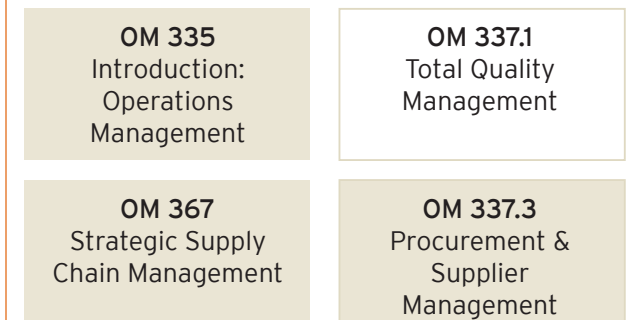 OM 335
Introduction:
Operations
Management
OM 337.1
Total Quality
Management
OM 367
Strategic Supply
Chain Management
OM 337.3
Procurement &
Supplier
Management